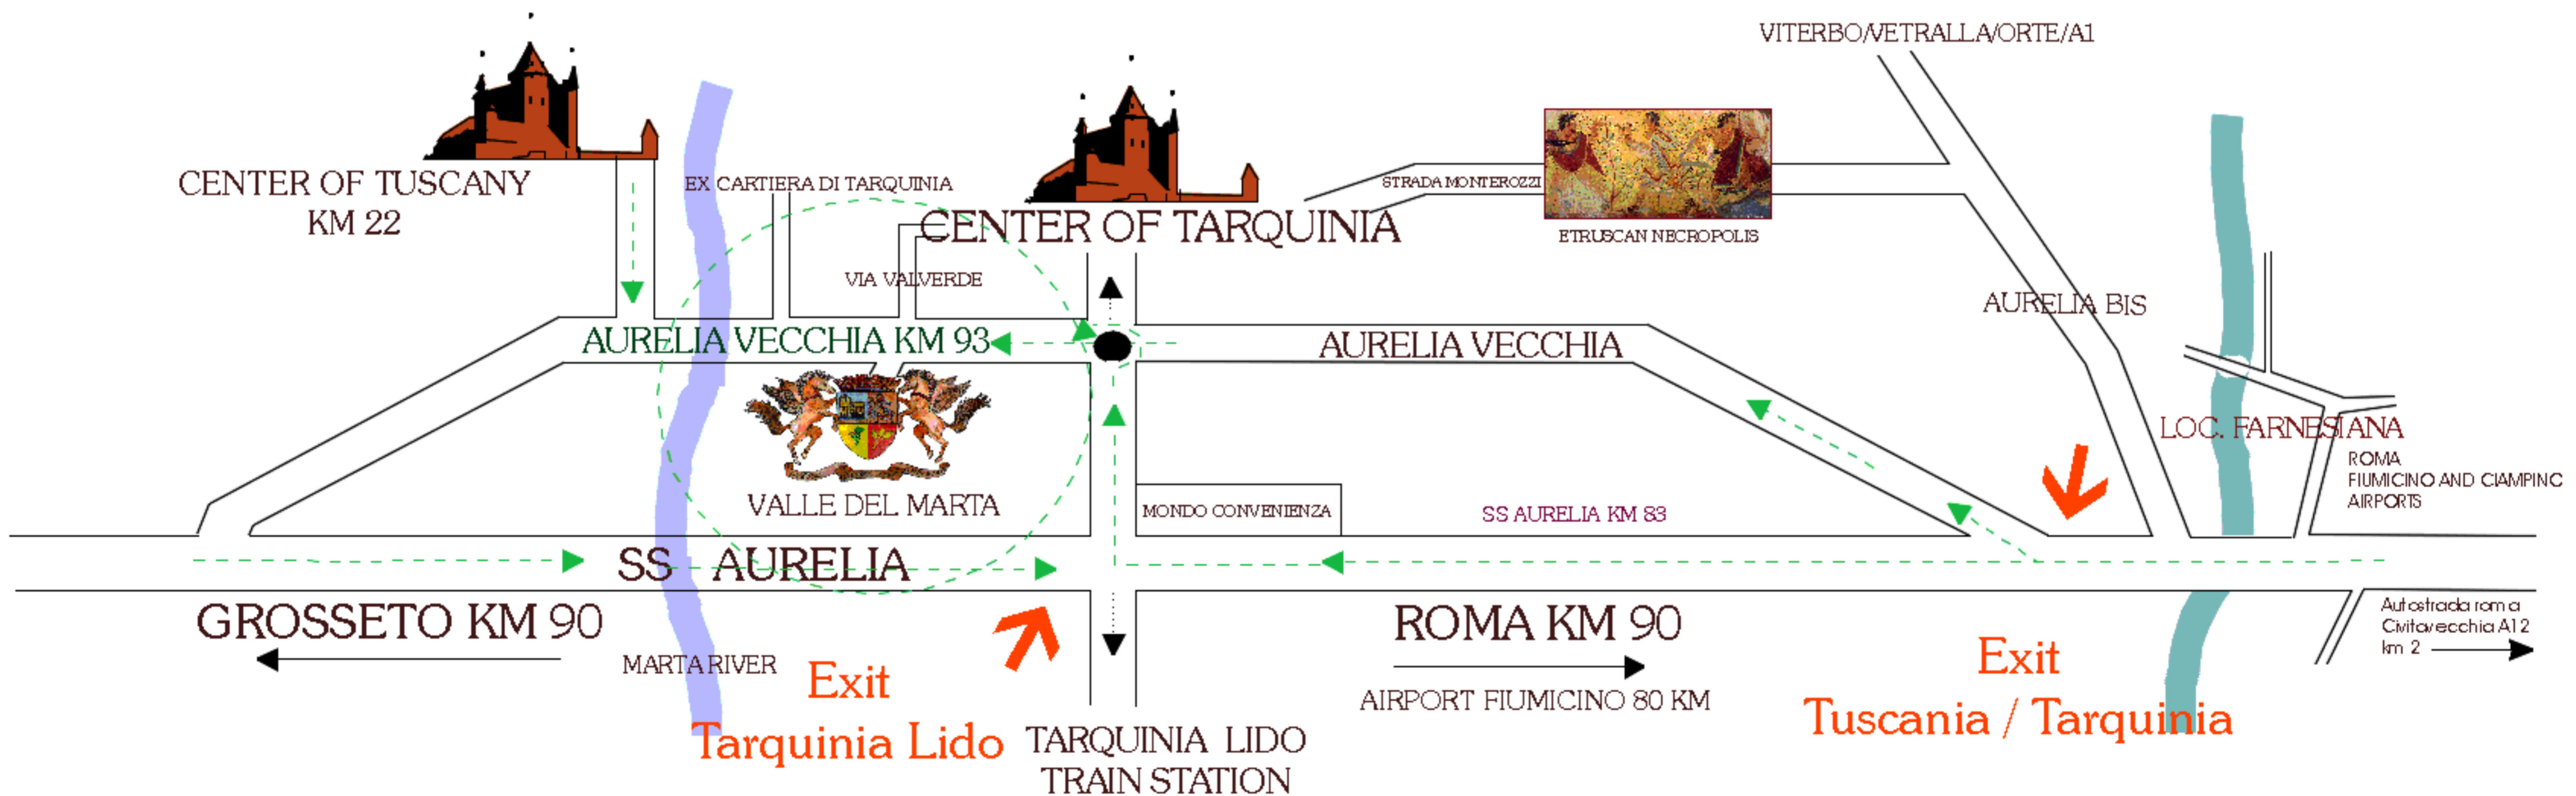 VITERBO/VETRALLA/ORTE/A1
CENTER OF TUSCANY
KM 22
EX CARTIERA DI TARQUINIA
STRADA MONTEROZZI
CENTER OF TARQUINIA
ETRUSCAN NECROPOLIS
VIA VALVERDE
AURELIA BIS
AURELIA VECCHIA KM 93
AURELIA VECCHIA
LOC. FARNESIANA
ROMA
FIUMICINO AND CIAMPINO
AIRPORTS
VALLE DEL MARTA
MONDO CONVENIENZA
SS AURELIA KM 83
SS AURELIA
GROSSETO KM 90
ROMA KM 90
Autostrada roma
Civitavecchia A12
km 2
MARTA RIVER
Exit
Tarquinia Lido
AIRPORT FIUMICINO 80 KM
Exit
Tuscania / Tarquinia
TARQUINIA LIDO
TRAIN STATION